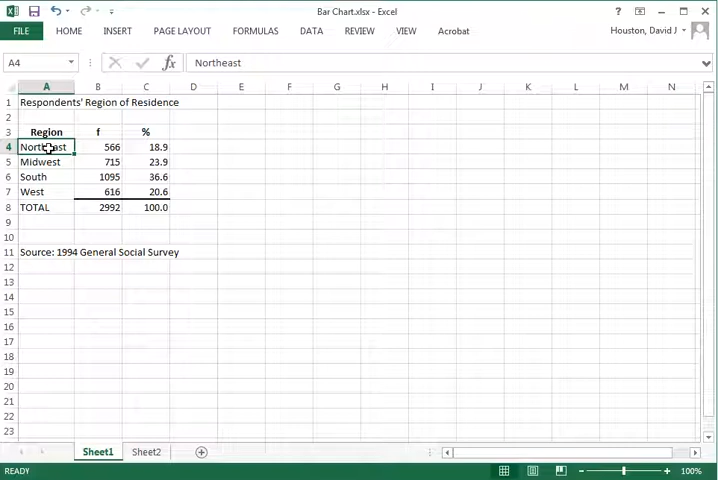 Bar Chart.xlsx - Excel
FILE HOME INSERT PAGE LAYOUT FORMULAS DATA REVIEW VIEW Acrobat Houston, David J
A4 fx Northeast
A B C D E F G H I J K L M N
1 Respondents' Region of Residence
2
3 Region f %
4 Northeast 566 18.9
5 Midwest 715 23.9
6 South 1095 36.6
7 West 616 20.6
8 TOTAL 2992 100.0
9
10
11 Source: 1994 General Social Survey
12
13
14
15
16
17
18
19
20
21
22
23
Sheet1 Sheet2
READY 100%